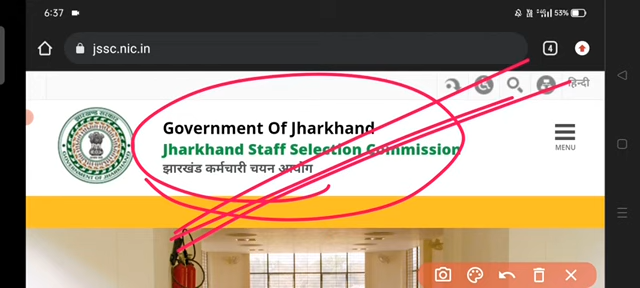 6:37
53%
jssc.nic.in
4
हिन्दी
Government Of Jharkhand
Jharkhand Staff Selection Commission
झारखंड कर्मचारी चयन आयोग
MENU